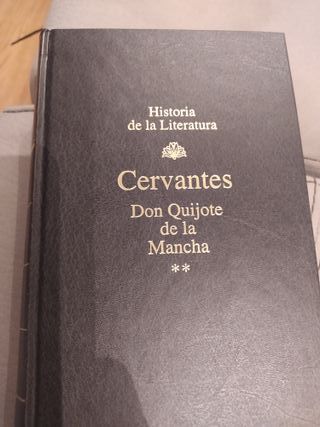 Historia
de la Literatura
Cervantes
Don Quijote
de la
Mancha
**